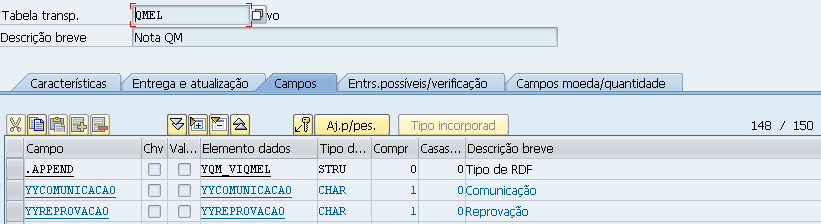 Tabela transp. QMEL vo
Descrição breve Nota QM
Características Entrega e atualização Campos Entrs.possíveis/verificação Campos moeda/quantidade
Aj.p/pes. Tipo incorporad 148 / 150
Campo Chv Val... Elemento dados Tipo d... Compr Casas... Descrição breve
.APPEND YQM_VIQMEL STRU 0 0 Tipo de RDF
YYCOMUNICACAO YYCOMUNICACAO CHAR 1 0 Comunicação
YYREPROVACAO YYREPROVACAO CHAR 1 0 Reprovação